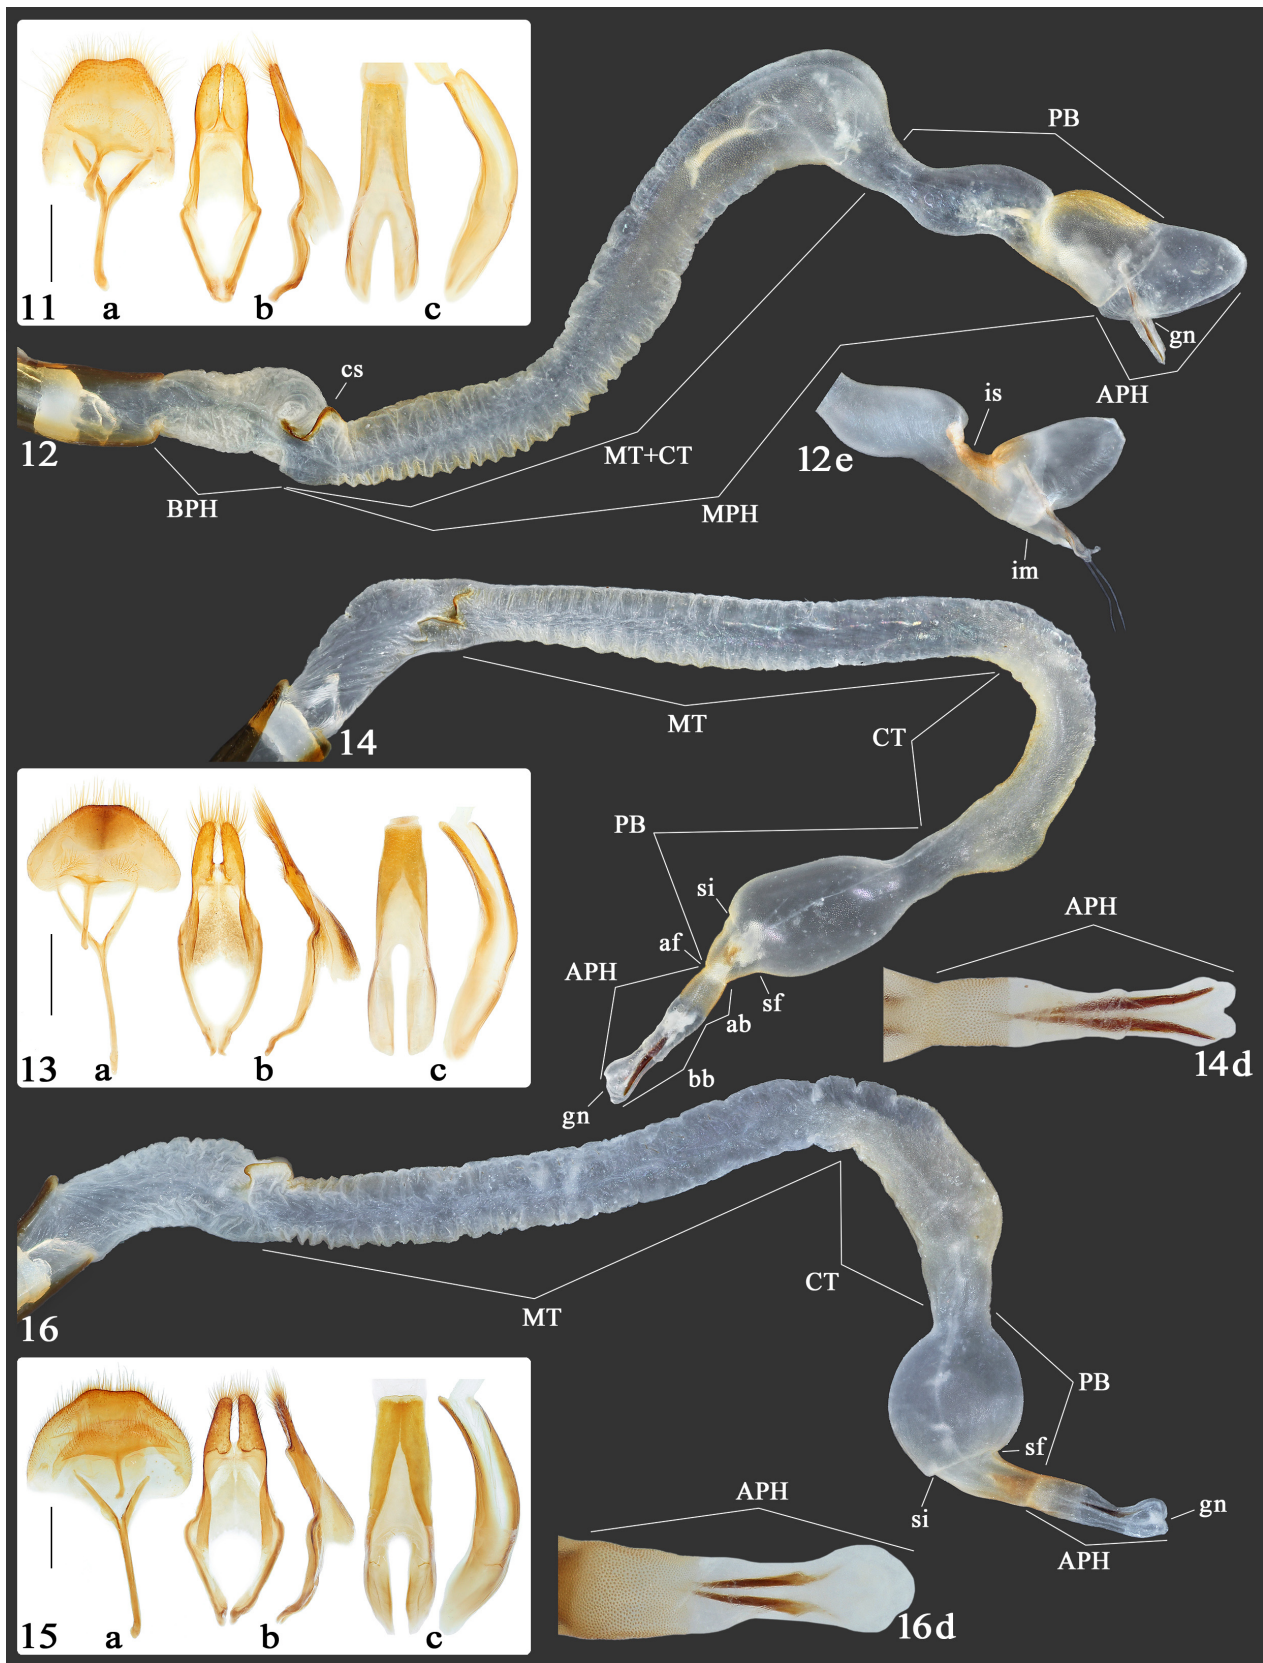 11 a b c
PB
gn
APH
12
cs
MT+CT
BPH
MPH
12e
is
im
14
MT
CT
PB
si
af
APH
sf
ab
bb
gn
APH
14d
13 a b c
16
MT
CT
PB
sf
si
gn
APH
APH
16d
15 a b c